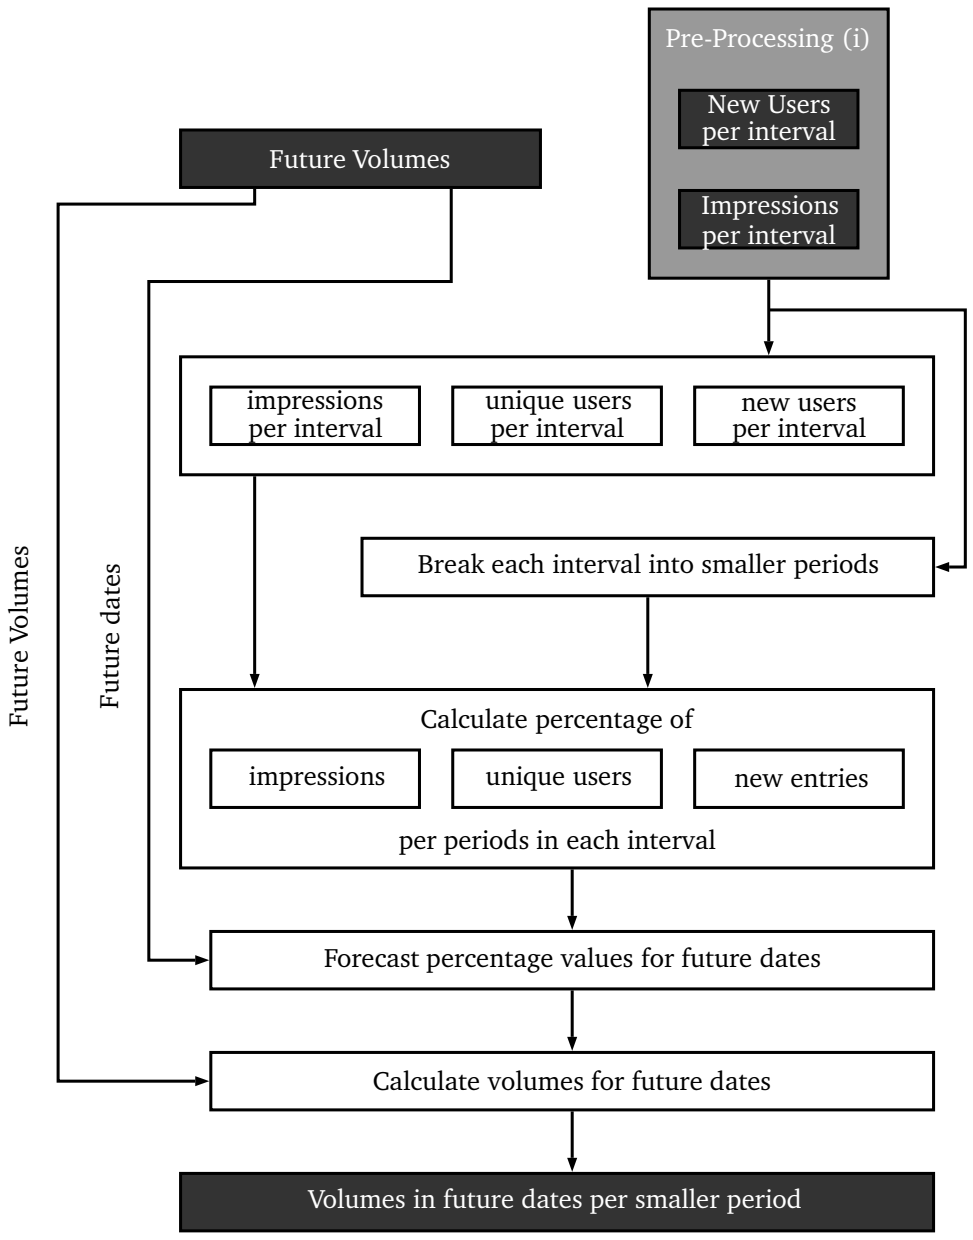 Pre-Processing (i)
New Users
per interval
Future Volumes
Impressions
per interval
impressions
per interval
unique users
per interval
new users
per interval
Break each interval into smaller periods
Future Volumes
Future dates
Calculate percentage of
impressions
unique users
new entries
per periods in each interval
Forecast percentage values for future dates
Calculate volumes for future dates
Volumes in future dates per smaller period